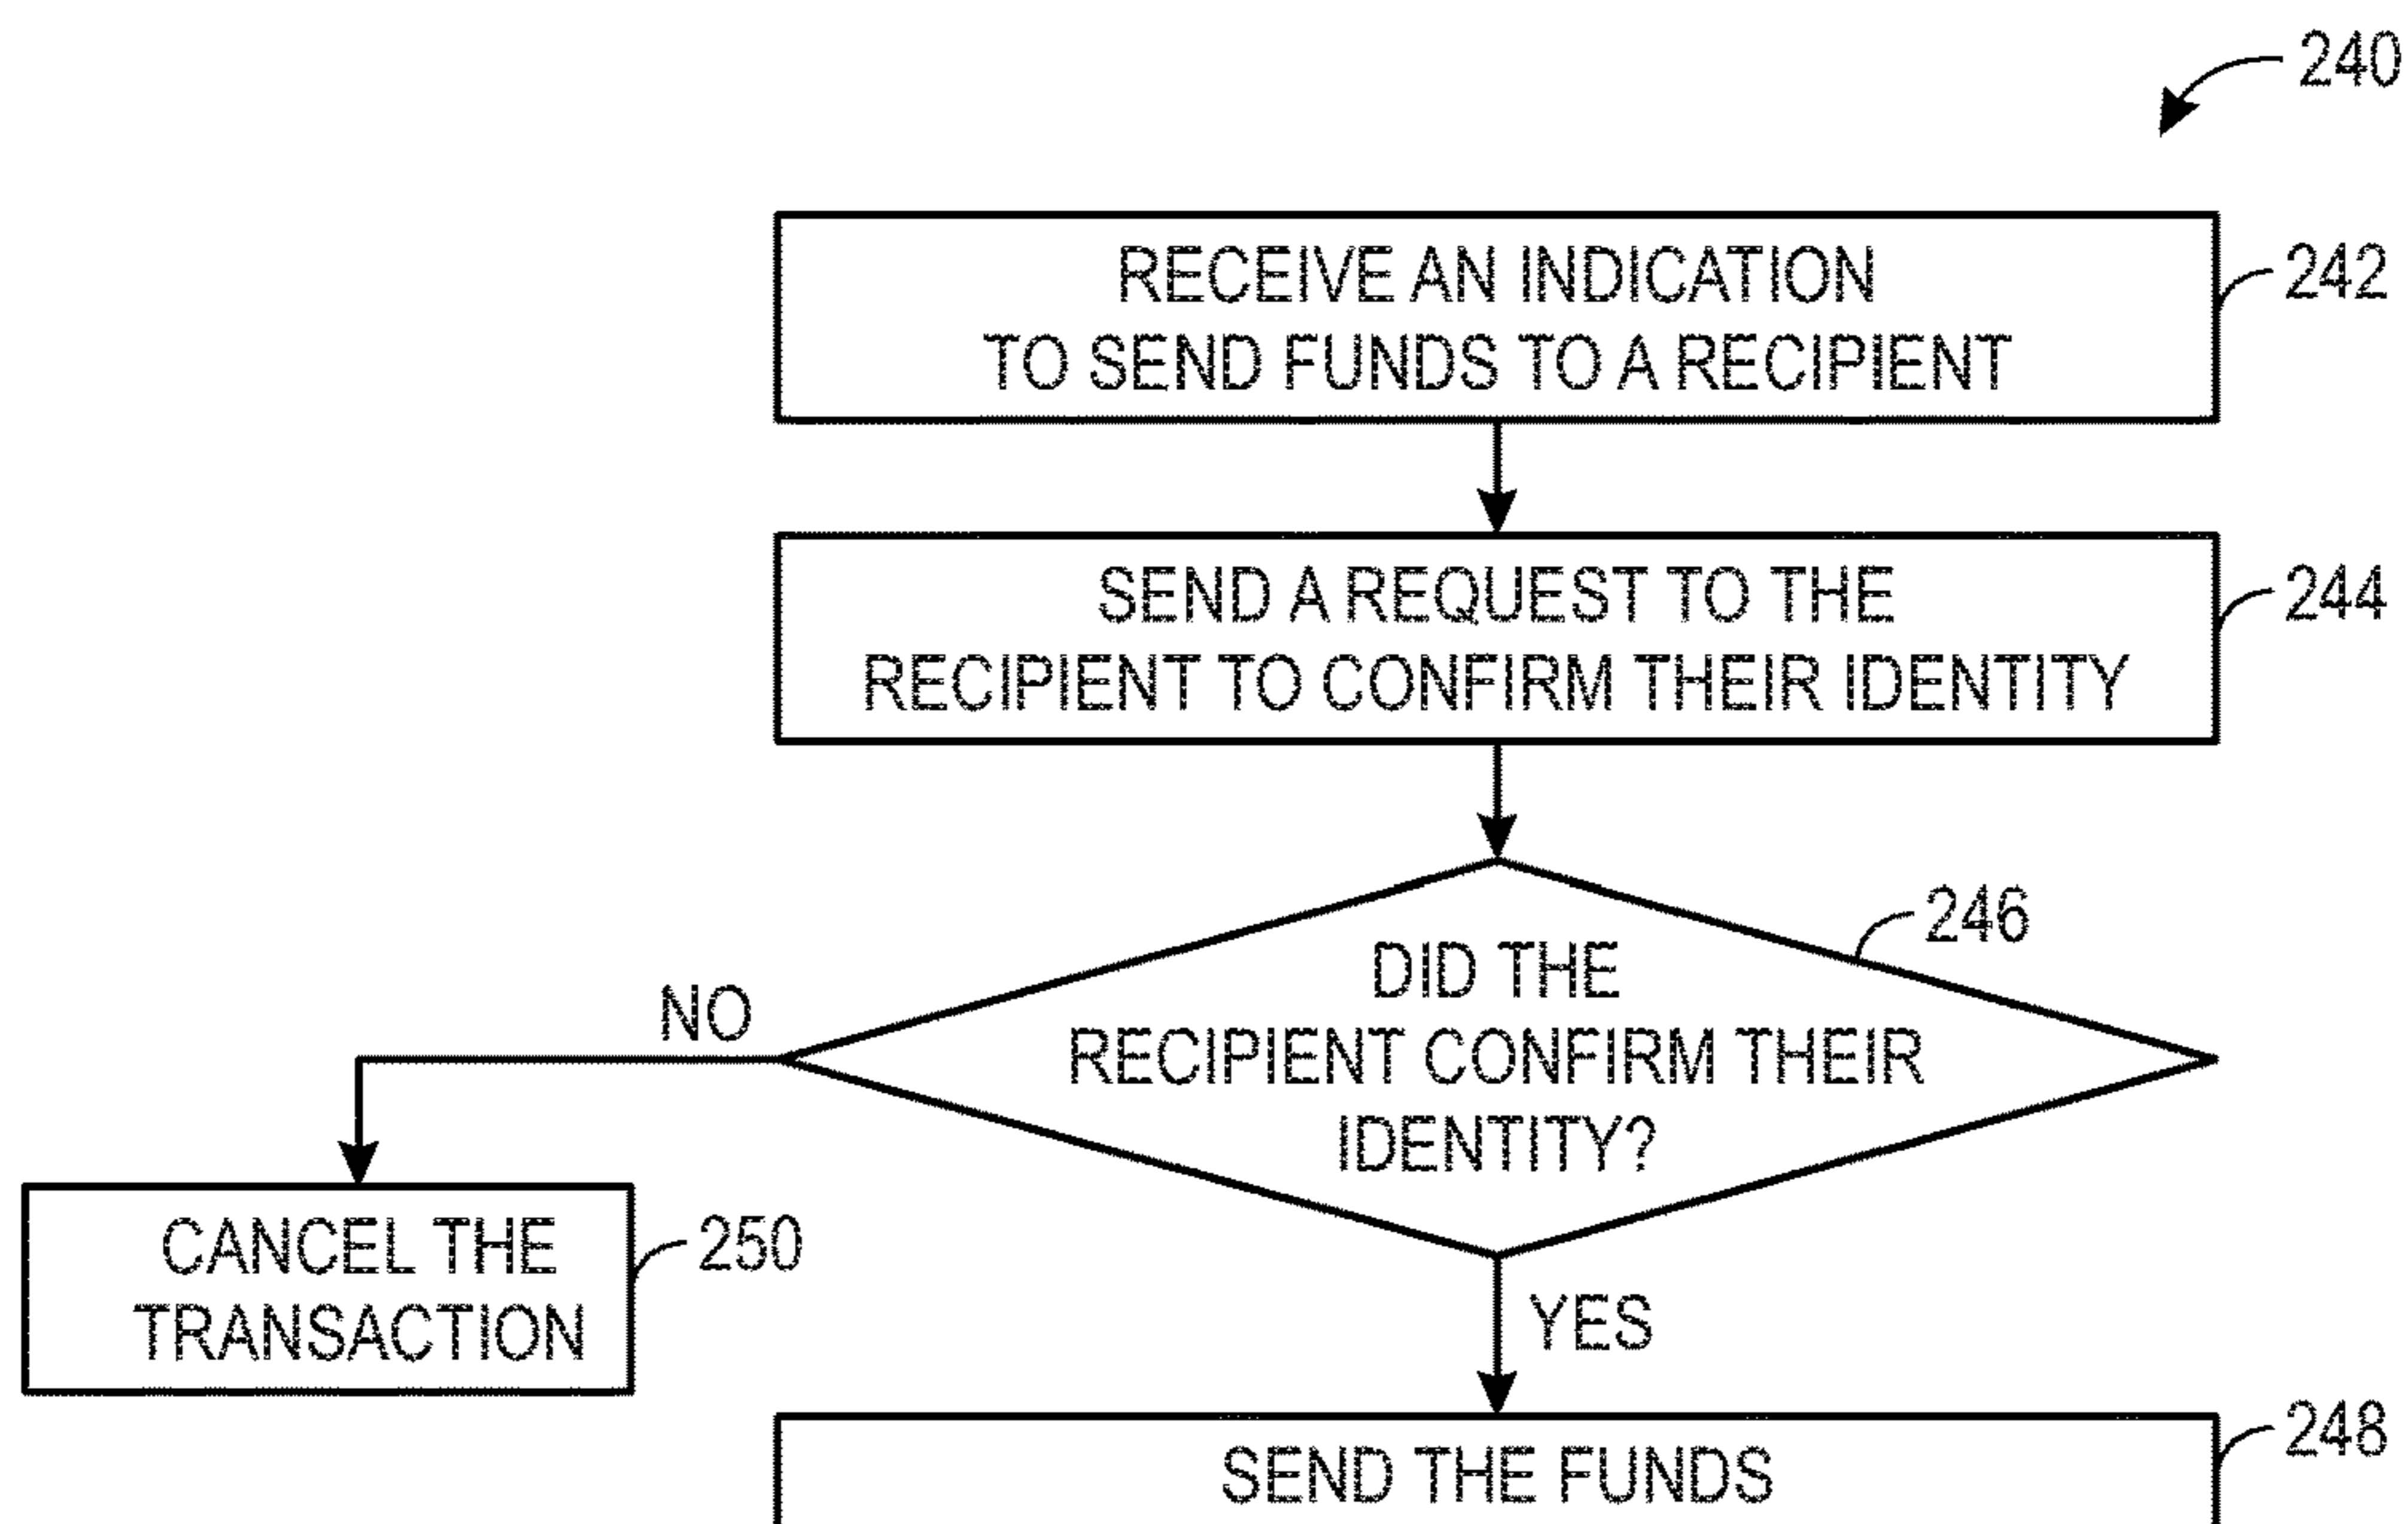 240
RECEIVE AN INDICATION
TO SEND FUNDS TO A RECIPIENT
242
SEND A REQUEST TO THE
RECIPIENT TO CONFIRM THEIR IDENTITY
244
246
DID THE
RECIPIENT CONFIRM THEIR
IDENTITY?
NO
CANCEL THE
TRANSACTION
250
YES
SEND THE FUNDS
248